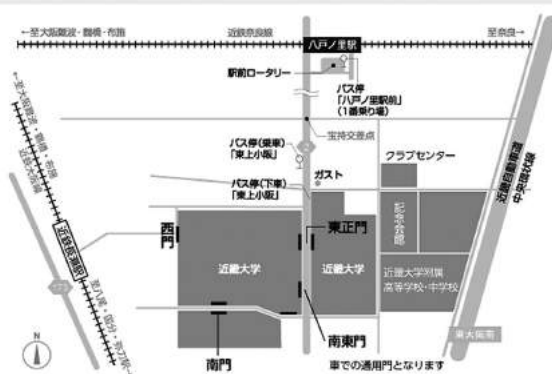 ←至大阪難波・鶴橋・布施
近鉄奈良線
至奈良→
八戸ノ里駅
駅前ロータリー
バス停
「八戸ノ里駅前」
(1番乗り場)
宝持交差点
バス停(乗車)
「東上小阪」
ガスト
クラブセンター
バス停(下車)
「東上小阪」
近畿自動車道
中央環状線
西門
東正門
近畿大学
近畿大学
記念会館
近畿大学附属
高等学校・中学校
近鉄長瀬駅
173
東大阪南
南東門
南門
車での通用門となります
N